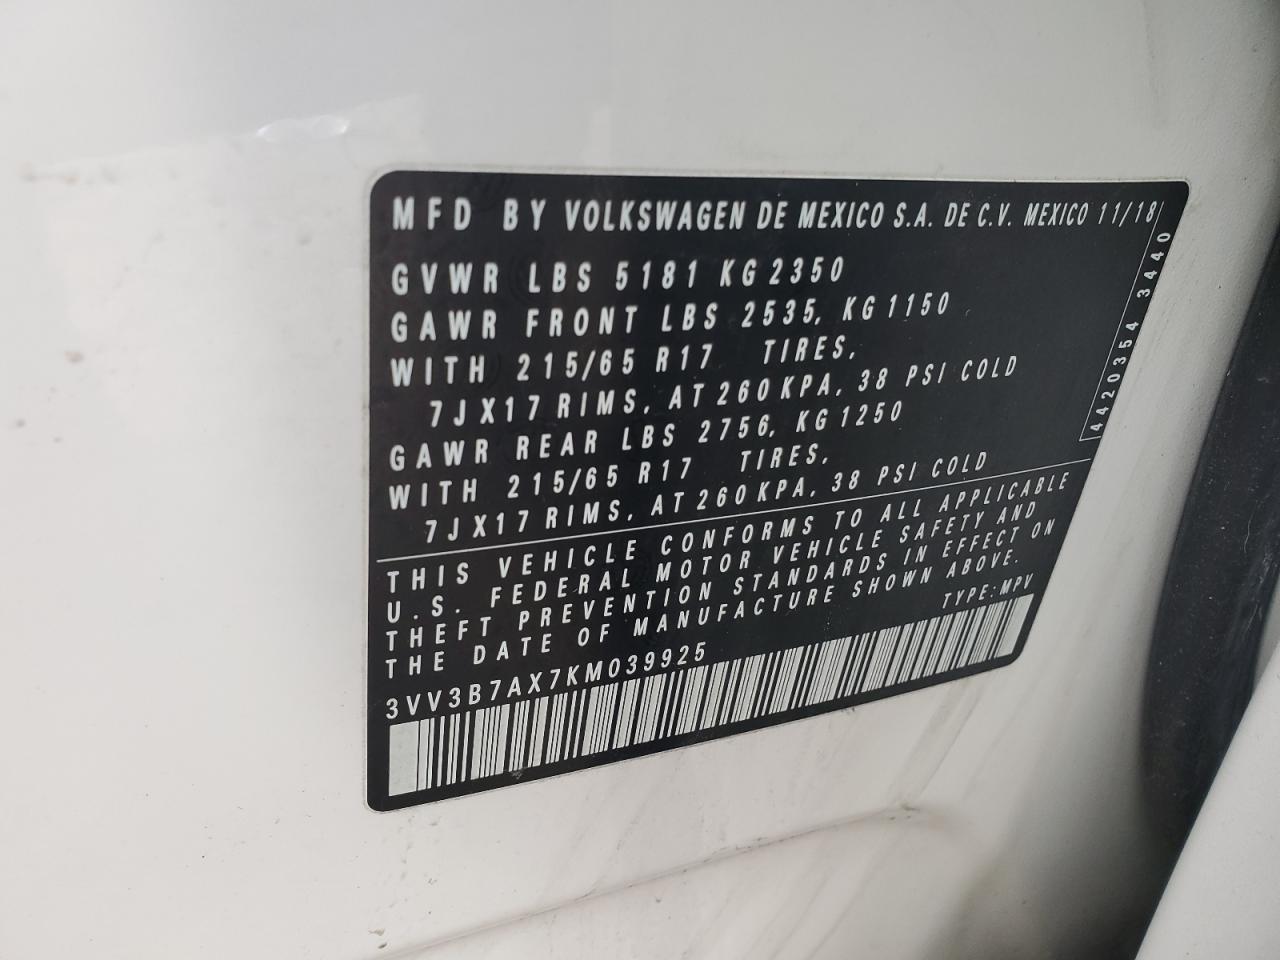 MFD BY VOLKSWAGEN DE MEXICO S.A. DE C.V. MEXICO 11/18
GVWR LBS 5181 KG 2350
GAWR FRONT LBS 2535, KG 1150
WITH 215/65 R17 TIRES,
7JX17 RIMS, AT 260 KPA, 38 PSI COLD
GAWR REAR LBS 2756, KG 1250
WITH 215/65 R17 TIRES,
7JX17 RIMS, AT 260 KPA, 38 PSI COLD
4420354 3440
THIS VEHICLE CONFORMS TO ALL APPLICABLE
U.S. FEDERAL MOTOR VEHICLE SAFETY AND
THEFT PREVENTION STANDARDS IN EFFECT ON
THE DATE OF MANUFACTURE SHOWN ABOVE.
TYPE: MPV
3VV3B7AX7KM039925